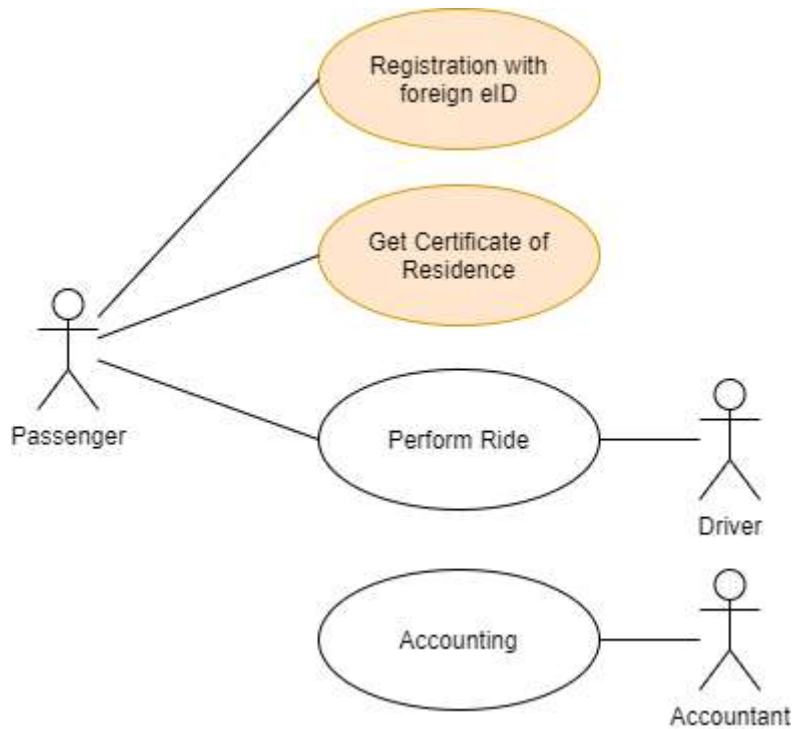 Registration with
foreign eID
Get Certificate of
Residence
Passenger
Perform Ride
Driver
Accounting
Accountant